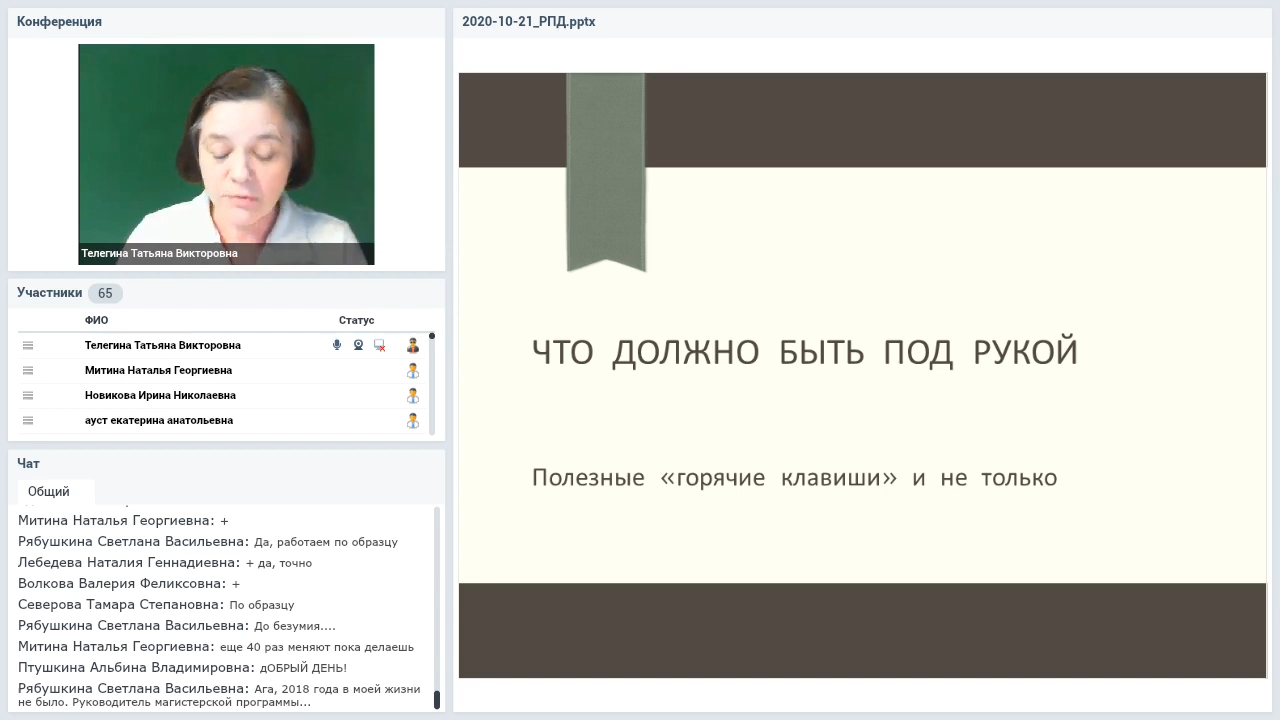 Конференция
Телегина Татьяна Викторовна
Участники 65
ФИО Статус
Телегина Татьяна Викторовна
Митина Наталья Георгиевна
Новикова Ирина Николаевна
ауст екатерина анатольевна
Чат
Общий
Митина Наталья Георгиевна: +
Рябушкина Светлана Васильевна: Да, работаем по образцу
Лебедева Наталия Геннадиевна: + да, точно
Волкова Валерия Феликсовна: +
Северова Тамара Степановна: По образцу
Рябушкина Светлана Васильевна: До безумия....
Митина Наталья Георгиевна: еще 40 раз меняют пока делаешь
Птушкина Альбина Владимировна: дОБРЫЙ ДЕНЬ!
Рябушкина Светлана Васильевна: Ага, 2018 года в моей жизни
не было. Руководитель магистерской программы...
2020-10-21_РПД.pptx
ЧТО ДОЛЖНО БЫТЬ ПОД РУКОЙ
Полезные «горячие клавиши» и не только